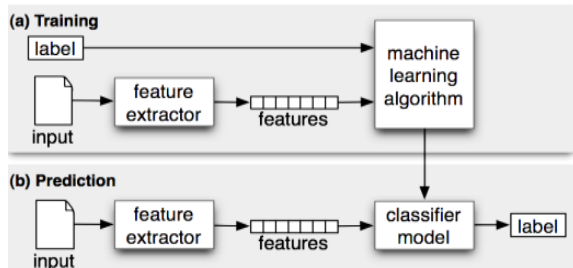 (a) Training
label
machine
learning
algorithm
feature
extractor
features
input
(b) Prediction
feature
extractor
features
classifier
model
label
input